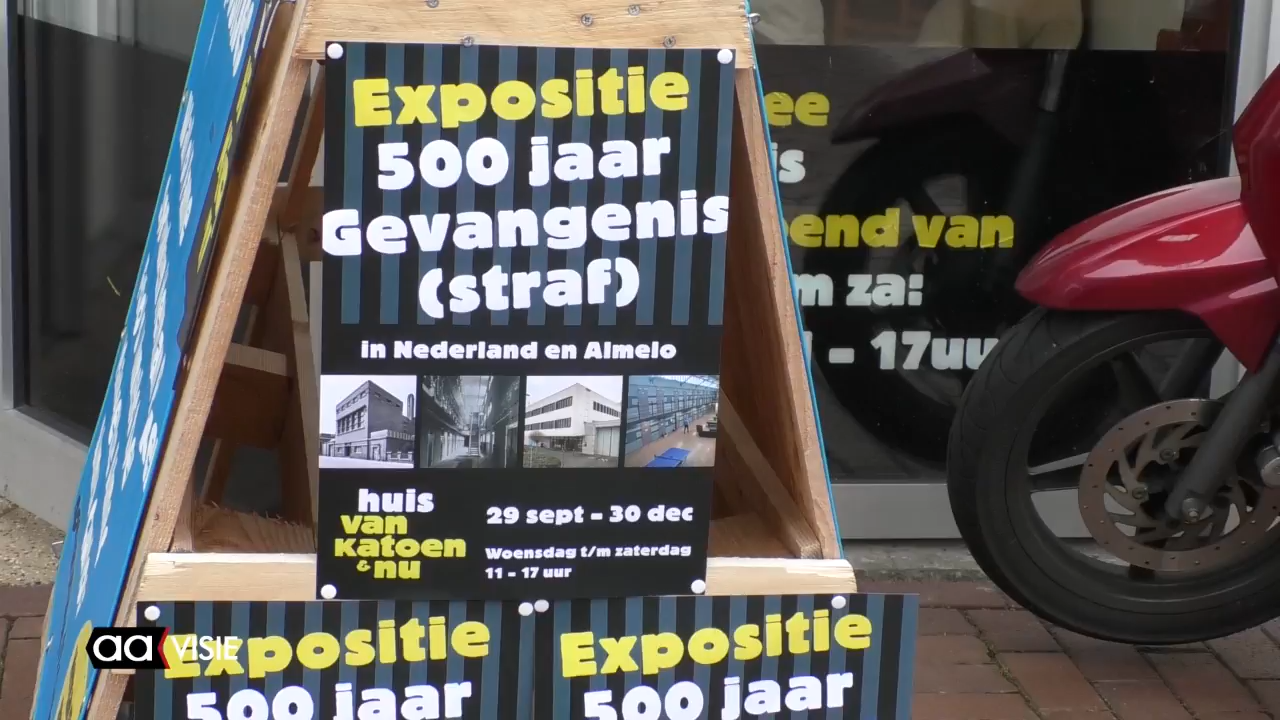 Expositie
500 jaar
Gevangenis
(straf)
in Nederland en Almelo
huis
van
katoen
& nu
29 sept - 30 dec
Woensdag t/m zaterdag
11 - 17 uur
end van
m za:
- 17uu
Expositie
500 jaar
Expositie
500 jaar
aa VISIE